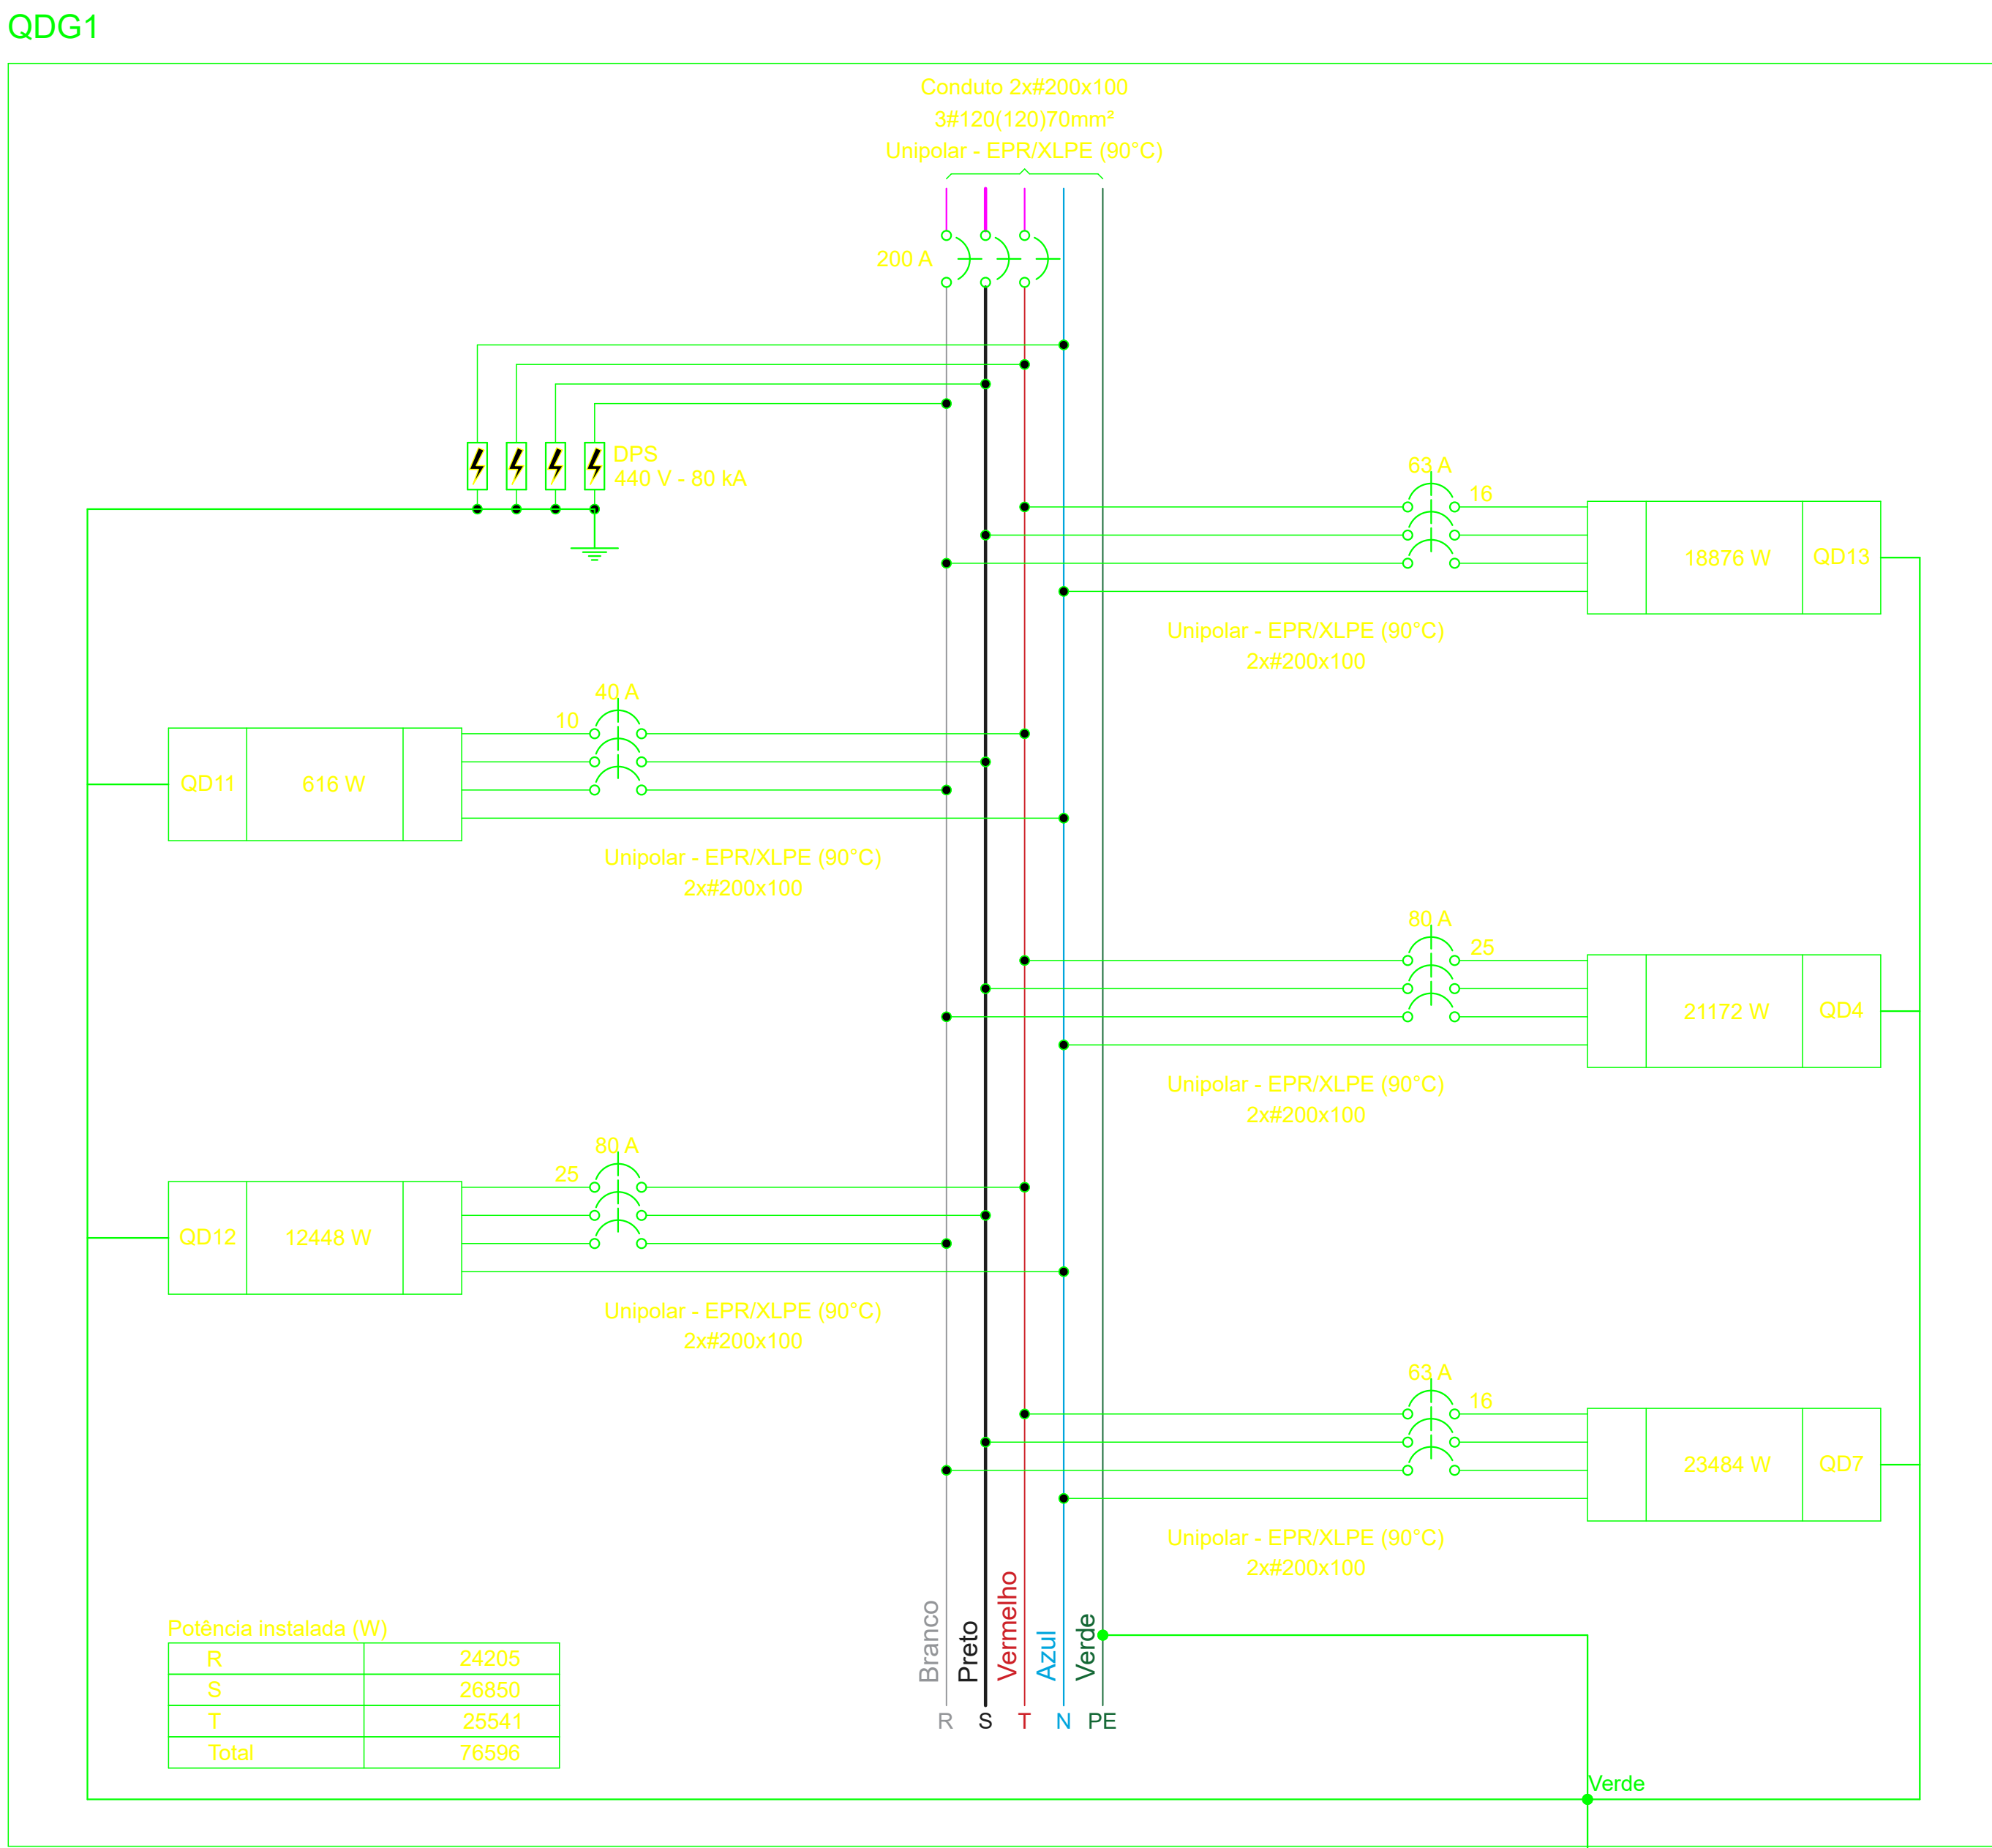 QDG1
Conduto 2x#200x100
3#120(120)70mm²
Unipolar - EPR/XLPE (90°C)
200 A
DPS
440 V - 80 kA
63 A
16
18876 W
QD13
Unipolar - EPR/XLPE (90°C)
2x#200x100
40 A
10
QD11
616 W
Unipolar - EPR/XLPE (90°C)
2x#200x100
80 A
25
21172 W
QD4
Unipolar - EPR/XLPE (90°C)
2x#200x100
80 A
25
QD12
12448 W
Unipolar - EPR/XLPE (90°C)
2x#200x100
63 A
16
23484 W
QD7
Unipolar - EPR/XLPE (90°C)
2x#200x100
Branco
Preto
Vermelho
Azul
Verde
R S T N PE
Potência instalada (W)
R 24205
S 26850
T 25541
Total 76596
Verde